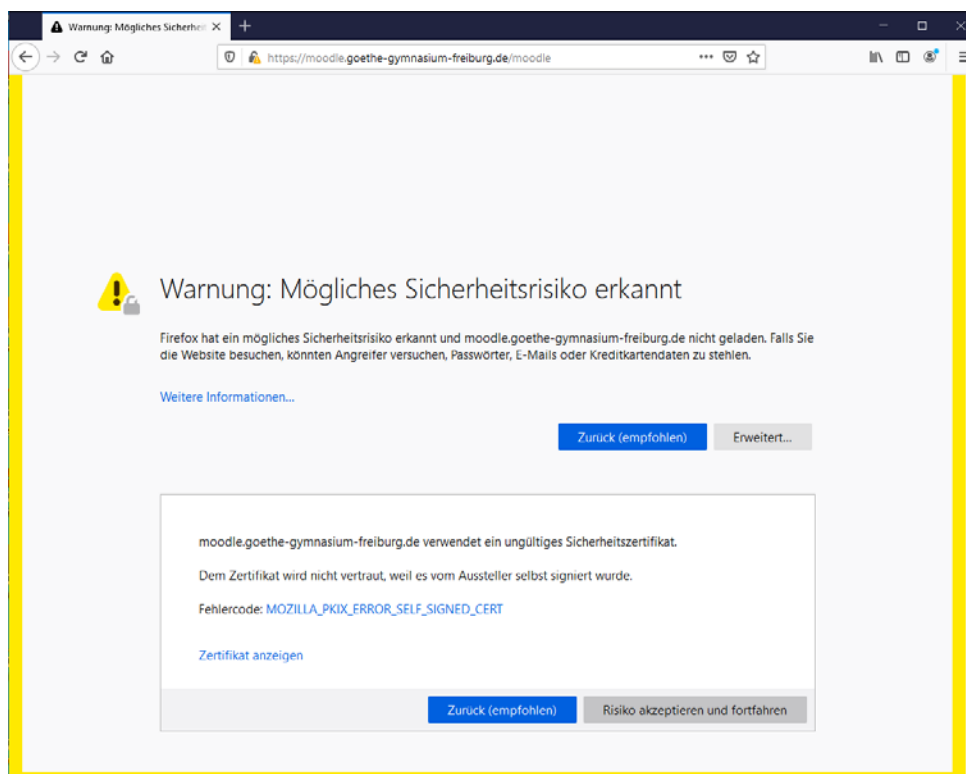 Warnung: Mögliches Sicherhei
https://moodle.goethe-gymnasium-freiburg.de/moodle
Warnung: Mögliches Sicherheitsrisiko erkannt
Firefox hat ein mögliches Sicherheitsrisiko erkannt und moodle.goethe-gymnasium-freiburg.de nicht geladen. Falls Sie
die Website besuchen, könnten Angreifer versuchen, Passwörter, E-Mails oder Kreditkartendaten zu stehlen.
Weitere Informationen...
Zurück (empfohlen) Erweitert...
moodle.goethe-gymnasium-freiburg.de verwendet ein ungültiges Sicherheitszertifikat.
Dem Zertifikat wird nicht vertraut, weil es vom Aussteller selbst signiert wurde.
Fehlercode: MOZILLA_PKIX_ERROR_SELF_SIGNED_CERT
Zertifikat anzeigen
Zurück (empfohlen) Risiko akzeptieren und fortfahren